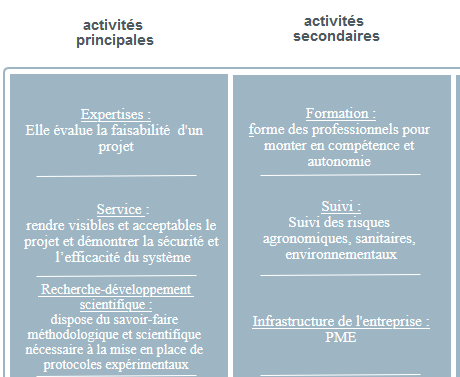 activités
principales
Expertises :
Elle évalue la faisabilité d'un
projet
Service :
rendre visibles et acceptables le
projet et démontrer la sécurité et
l’efficacité du système
Recherche-développement
scientifique :
dispose du savoir-faire
méthodologique et scientifique
nécessaire à la mise en place de
protocoles expérimentaux
activités
secondaires
Formation :
forme des professionnels pour
monter en compétence et
autonomie
Suivi :
Suivi des risques
agronomiques, sanitaires,
environnementaux
Infrastructure de l'entreprise :
PME